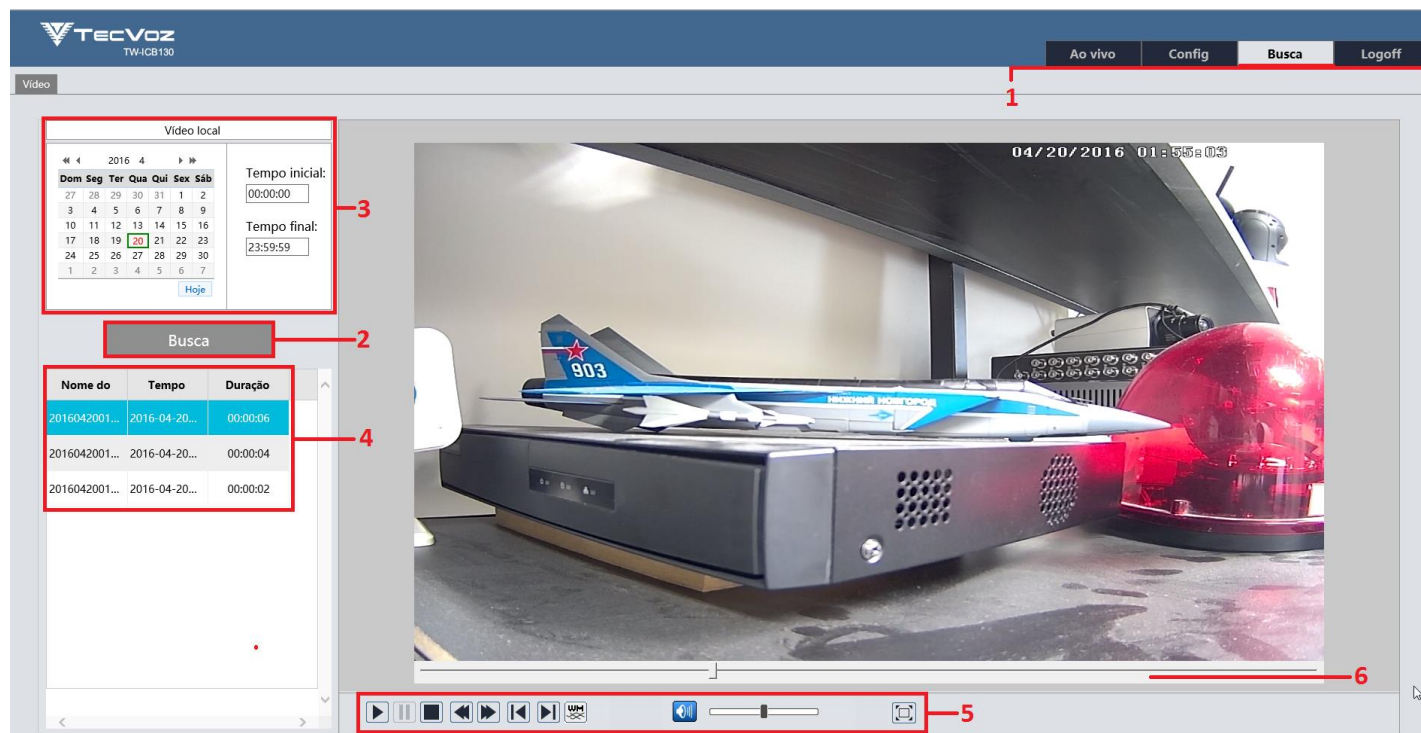 TECVOZ
TW-ICB130
Ao vivo Config Busca Logoff
1
Vídeo
Vídeo local
2016 4
Dom Seg Ter Qua Qui Sex Sáb
27 28 29 30 31 1 2
3 4 5 6 7 8 9
10 11 12 13 14 15 16
17 18 19 20 21 22 23
24 25 26 27 28 29 30
1 2 3 4 5 6 7
Hoje
Tempo inicial:
00:00:00
Tempo final:
23:59:59
3
Busca
2
Nome do Tempo Duração
2016042001... 2016-04-20... 00:00:06
2016042001... 2016-04-20... 00:00:04
2016042001... 2016-04-20... 00:00:02
4
04/20/2016 01:55:03
903
НИЖНИЙ НОВГОРОД
6
WM
5